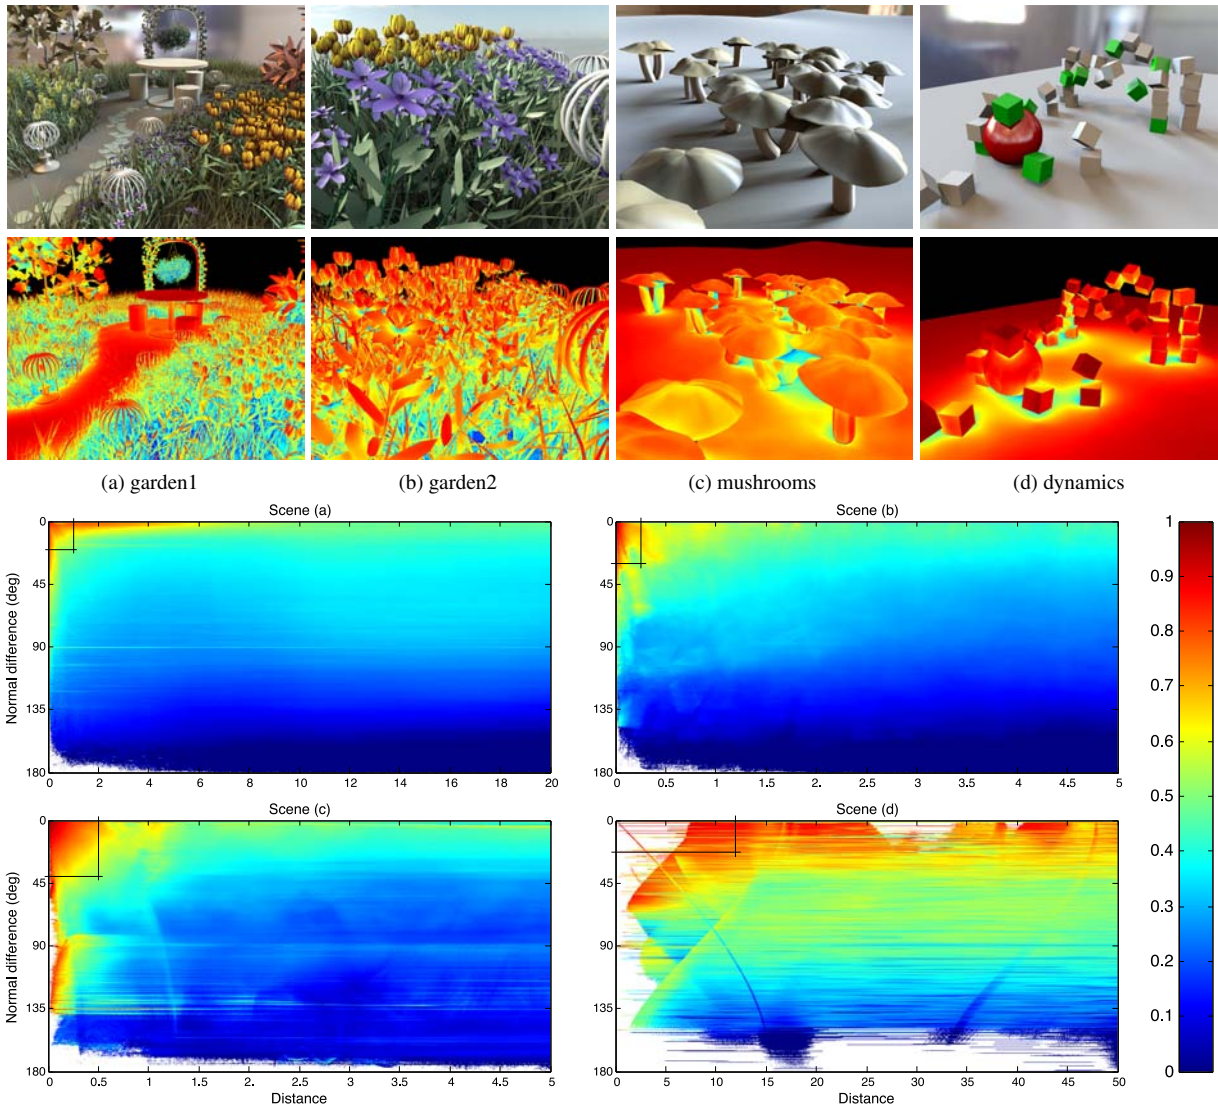 (a) garden1
(b) garden2
(c) mushrooms
(d) dynamics
Scene (a)
Normal difference (deg)
0
45
90
135
180
0 2 4 6 8 10 12 14 16 18 20
Scene (b)
0
45
90
135
180
0 0.5 1 1.5 2. 2.5 3. 3.5 4 4.5 5
Scene (c)
Normal difference (deg)
0
45
90
135
180
0 0.5 1 1.5 2. 2.5 3. 3.5 4 4.5 5
Distance
Scene (d)
0
45
90
135
180
0 5 10 15 20 25 30 35 40 45 50
Distance
1
0.9
0.8
0.7
0.6
0.5
0.4
0.3
0.2
0.1
0